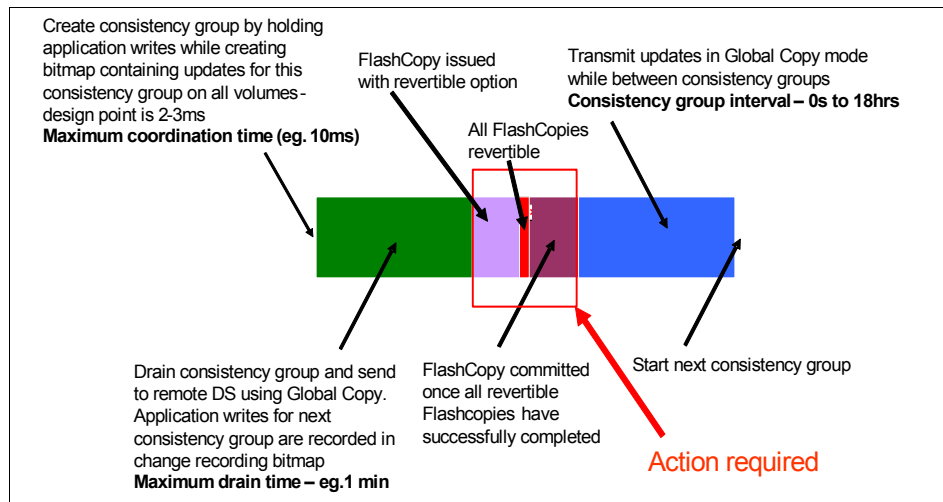 Create consistency group by holding
application writes while creating
bitmap containing updates for this
consistency group on all volumes-
design point is 2-3ms
Maximum coordination time (eg. 10ms)
FlashCopy issued
with revertible option
All FlashCopies
revertible
Transmit updates in Global Copy mode
while between consistency groups
Consistency group interval – 0s to 18hrs
Drain consistency group and send
to remote DS using Global Copy.
Application writes for next
consistency group are recorded in
change recording bitmap
Maximum drain time – eg.1 min
FlashCopy committed
once all revertible
Flashcopies have
successfully completed
Start next consistency group
Action required